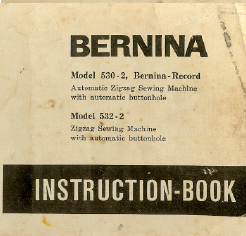 BERNINA
Model 530-2, Bernina-Record
Automatic Zigzag Sewing Machine
with automatic buttonhole
Model 532-2
Zigzag Sewing Machine
with automatic buttonhole
INSTRUCTION-BOOK